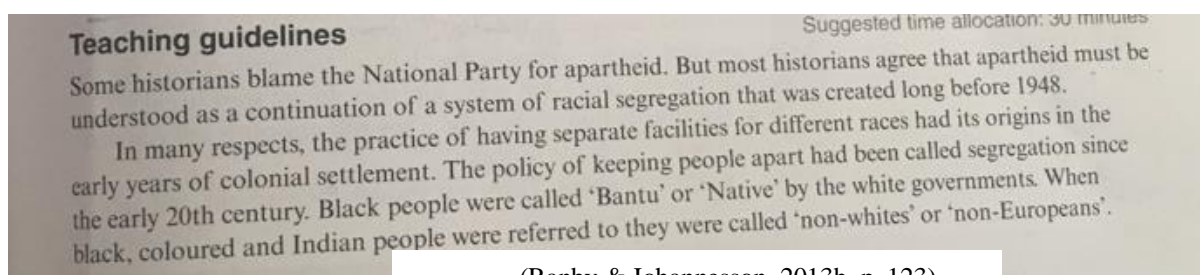 Suggested time allocation: 30 minutes
Teaching guidelines
Some historians blame the National Party for apartheid. But most historians agree that apartheid must be
understood as a continuation of a system of racial segregation that was created long before 1948.
In many respects, the practice of having separate facilities for different races had its origins in the
early years of colonial settlement. The policy of keeping people apart had been called segregation since
the early 20th century. Black people were called ‘Bantu’ or ‘Native’ by the white governments. When
black, coloured and Indian people were referred to they were called ‘non-whites’ or ‘non-Europeans’.
& Johannesson, 2013b, p. 123)